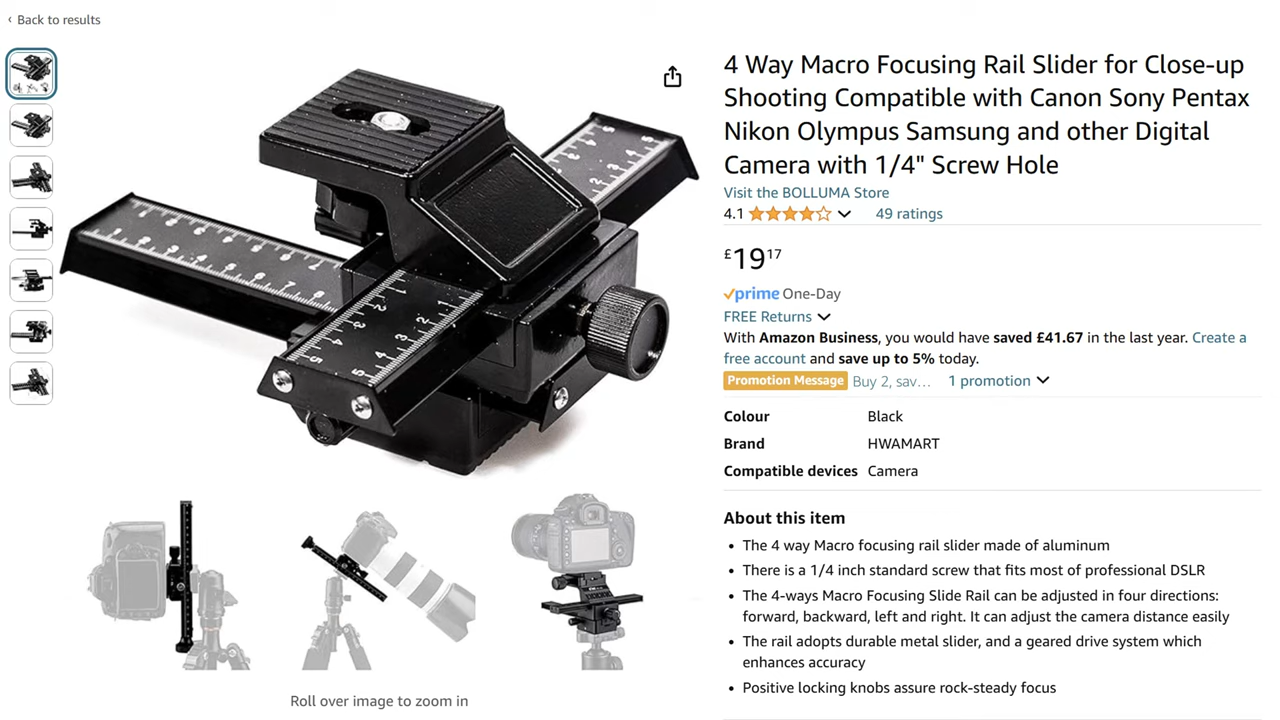 ‹ Back to results
4 Way Macro Focusing Rail Slider for Close-up
Shooting Compatible with Canon Sony Pentax
Nikon Olympus Samsung and other Digital
Camera with 1/4" Screw Hole
Visit the BOLLUMA Store
4.1 49 ratings
£19 17
prime One-Day
FREE Returns
With Amazon Business, you would have saved £41.67 in the last year. Create a
free account and save up to 5% today.
Promotion Message Buy 2, sav... 1 promotion
Colour Black
Brand HWAMART
Compatible devices Camera
About this item
• The 4 way Macro focusing rail slider made of aluminum
• There is a 1/4 inch standard screw that fits most of professional DSLR
• The 4-ways Macro Focusing Slide Rail can be adjusted in four directions:
forward, backward, left and right. It can adjust the camera distance easily
• The rail adopts durable metal slider, and a geared drive system which
enhances accuracy
• Positive locking knobs assure rock-steady focus
Roll over image to zoom in